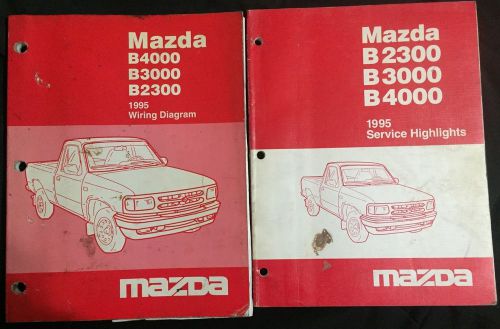 Mazda
B4000
B3000
B2300
1995
Wiring Diagram
mazda
Mazda
B2300
B3000
B4000
1995
Service Highlights
mazda